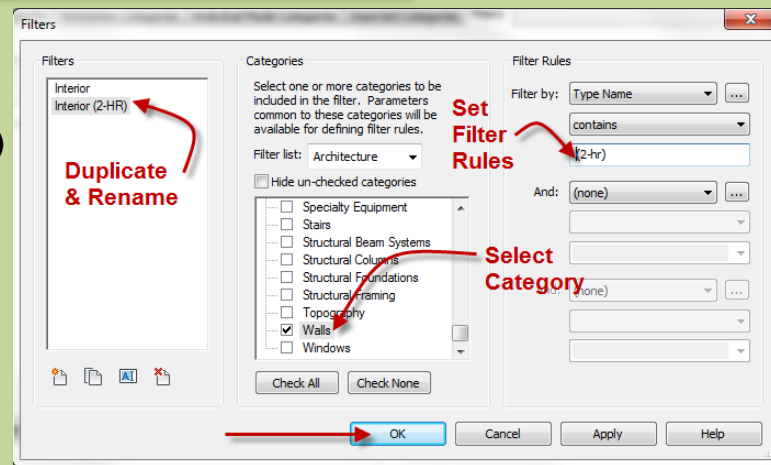 Filters
Filters
Interior
Interior (2-HR)
Duplicate
& Rename
Categories
Select one or more categories to be
included in the filter. Parameters
common to these categories will be
available for defining filter rules.
Filter list: Architecture
Hide un-checked categories
Specialty Equipment
Stairs
Structural Beam Systems
Structural Columns
Structural Foundations
Structural Framing
Topography
Walls
Windows
Check All Check None
Select
Category
Filter Rules
Filter by: Type Name ...
contains
(2-hr)
Set
Filter
Rules
And: (none) ...
(none) ...
OK Cancel Apply Help